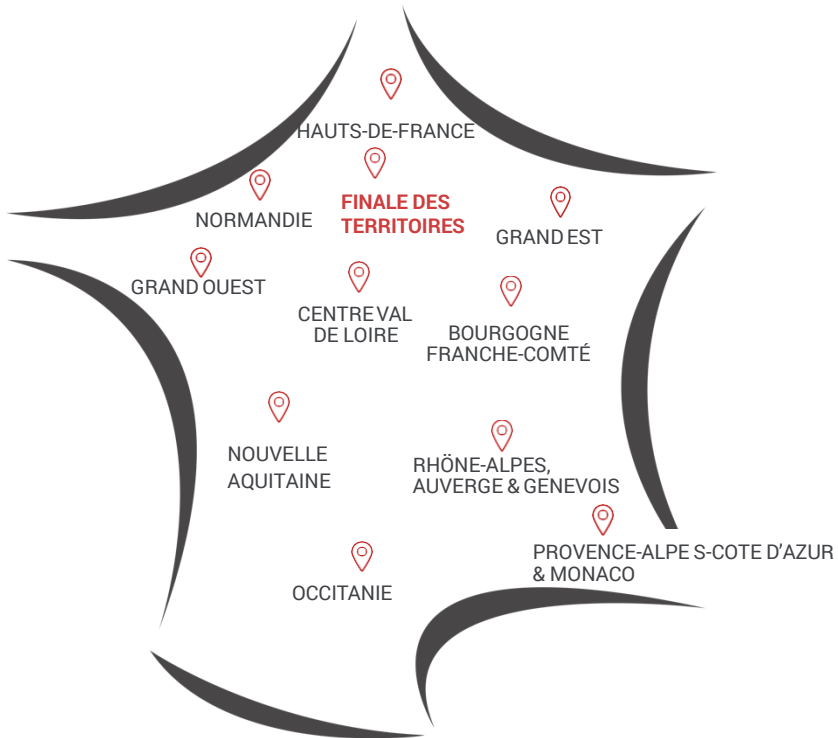 HAUTS-DE-FRANCE
FINALE DES
TERRITOIRES
NORMANDIE
GRAND EST
GRAND OUEST
CENTRE VAL
DE LOIRE
BOURGOGNE
FRANCHE-COMTÉ
NOUVELLE
AQUITAINE
RHÖNE-ALPES,
AUVERGE & GENEVOIS
PROVENCE-ALPE S-COTE D'AZUR
& MONACO
OCCITANIE